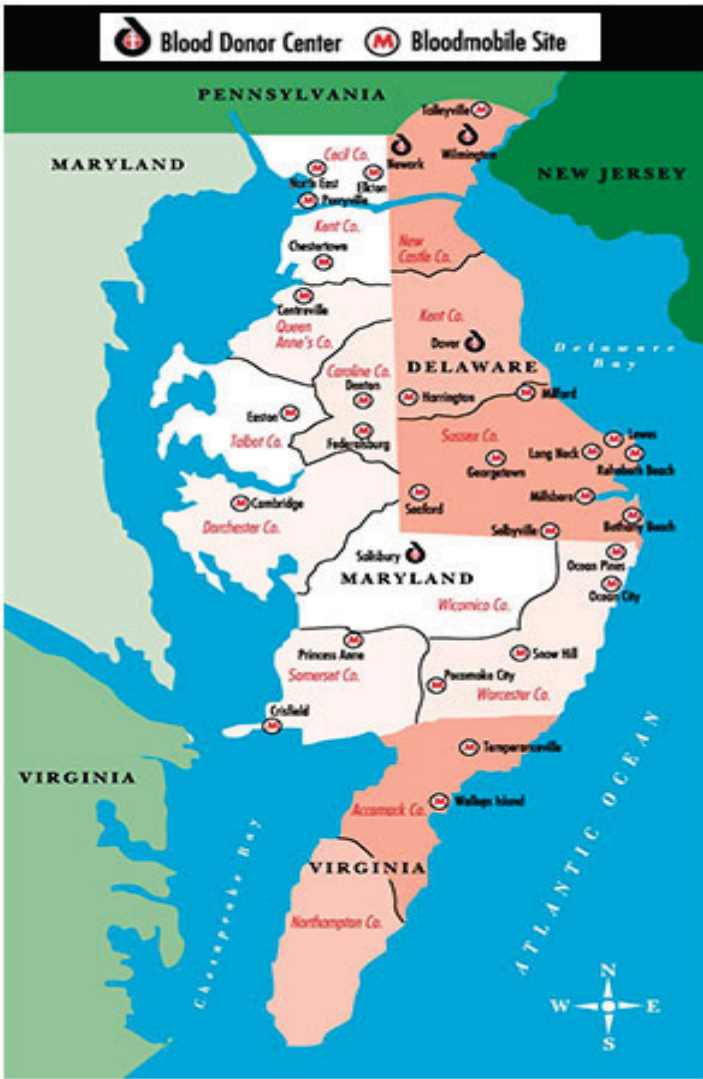 Blood Donor Center
Bloodmobile Site
PENNSYLVANIA
Talleyville
MARYLAND
Cecil Co.
Newark
Wilmington
NEW JERSEY
North East
Elkton
Perryville
Kent Co.
Chestertown
New
Castle Co.
Centreville
Queen
Anne's Co.
Kent Co.
Dover
DELAWARE
Delaware
Bay
Caroline Co.
Denton
Harrington
Milford
Easton
Talbot Co.
Federalsburg
Sussex Co.
Georgetown
Long Neck
Lewes
Rehoboth Beach
Cambridge
Dorchester Co.
Seaford
Millsboro
Selbyville
Bethany Beach
Salisbury
MARYLAND
Wicomico Co.
Ocean Pines
Ocean City
Princess Anne
Somerset Co.
Snow Hill
Pocomoke City
Worcester Co.
Crisfield
Temperanceville
VIRGINIA
Accomack Co.
Wallops Island
VIRGINIA
Northampton Co.
Chesapeake Bay
ATLANTIC OCEAN
N
W
E
S